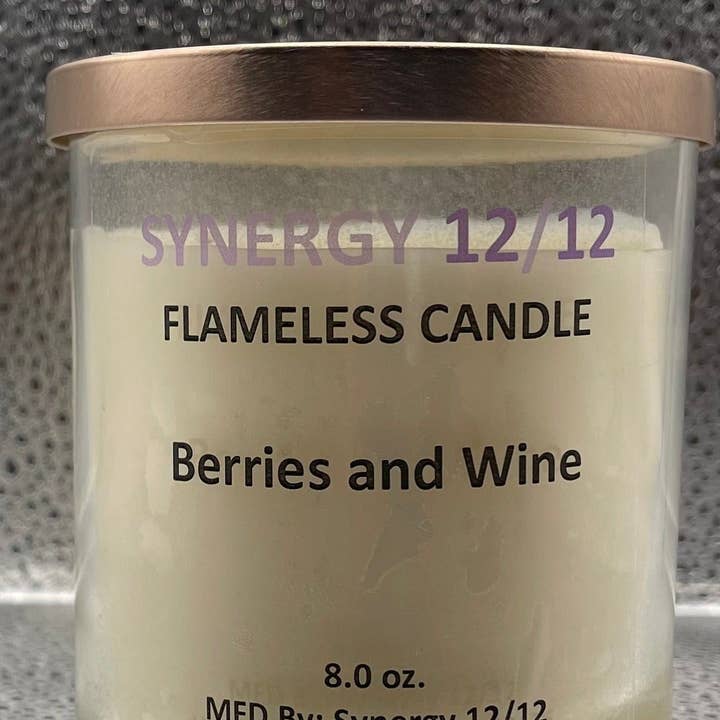 SYNERGY 12/12
FLAMELESS CANDLE
Berries and Wine
8.0 oz.
MFD By: Synergy 12/12